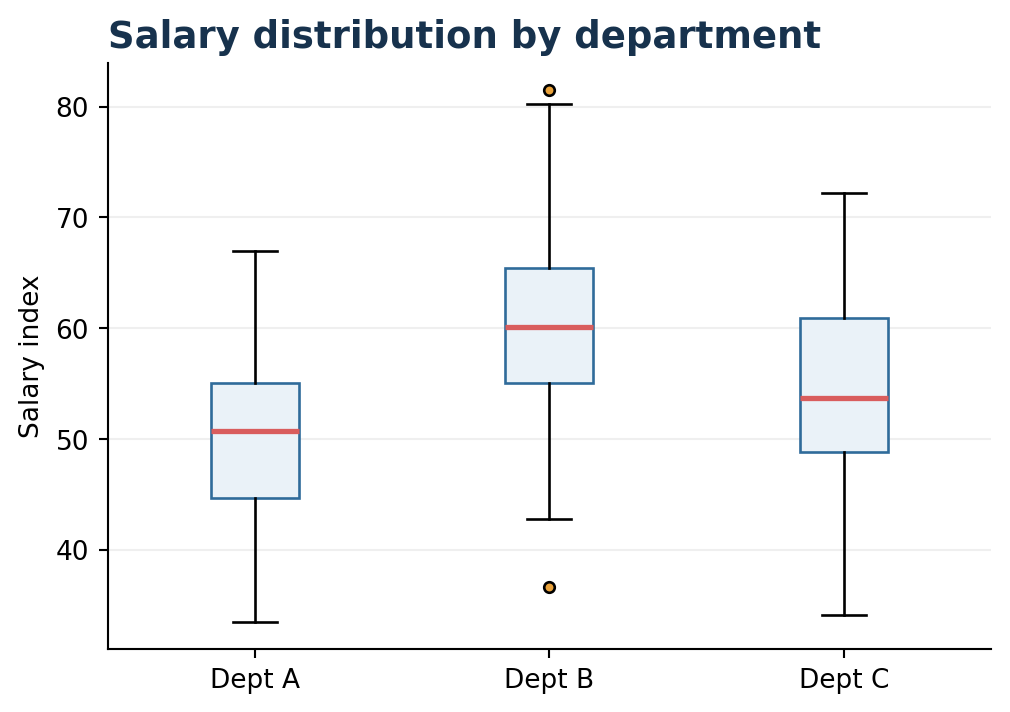 Salary distribution by department
Salary index
80
70
60
50
40
Dept A
Dept B
Dept C